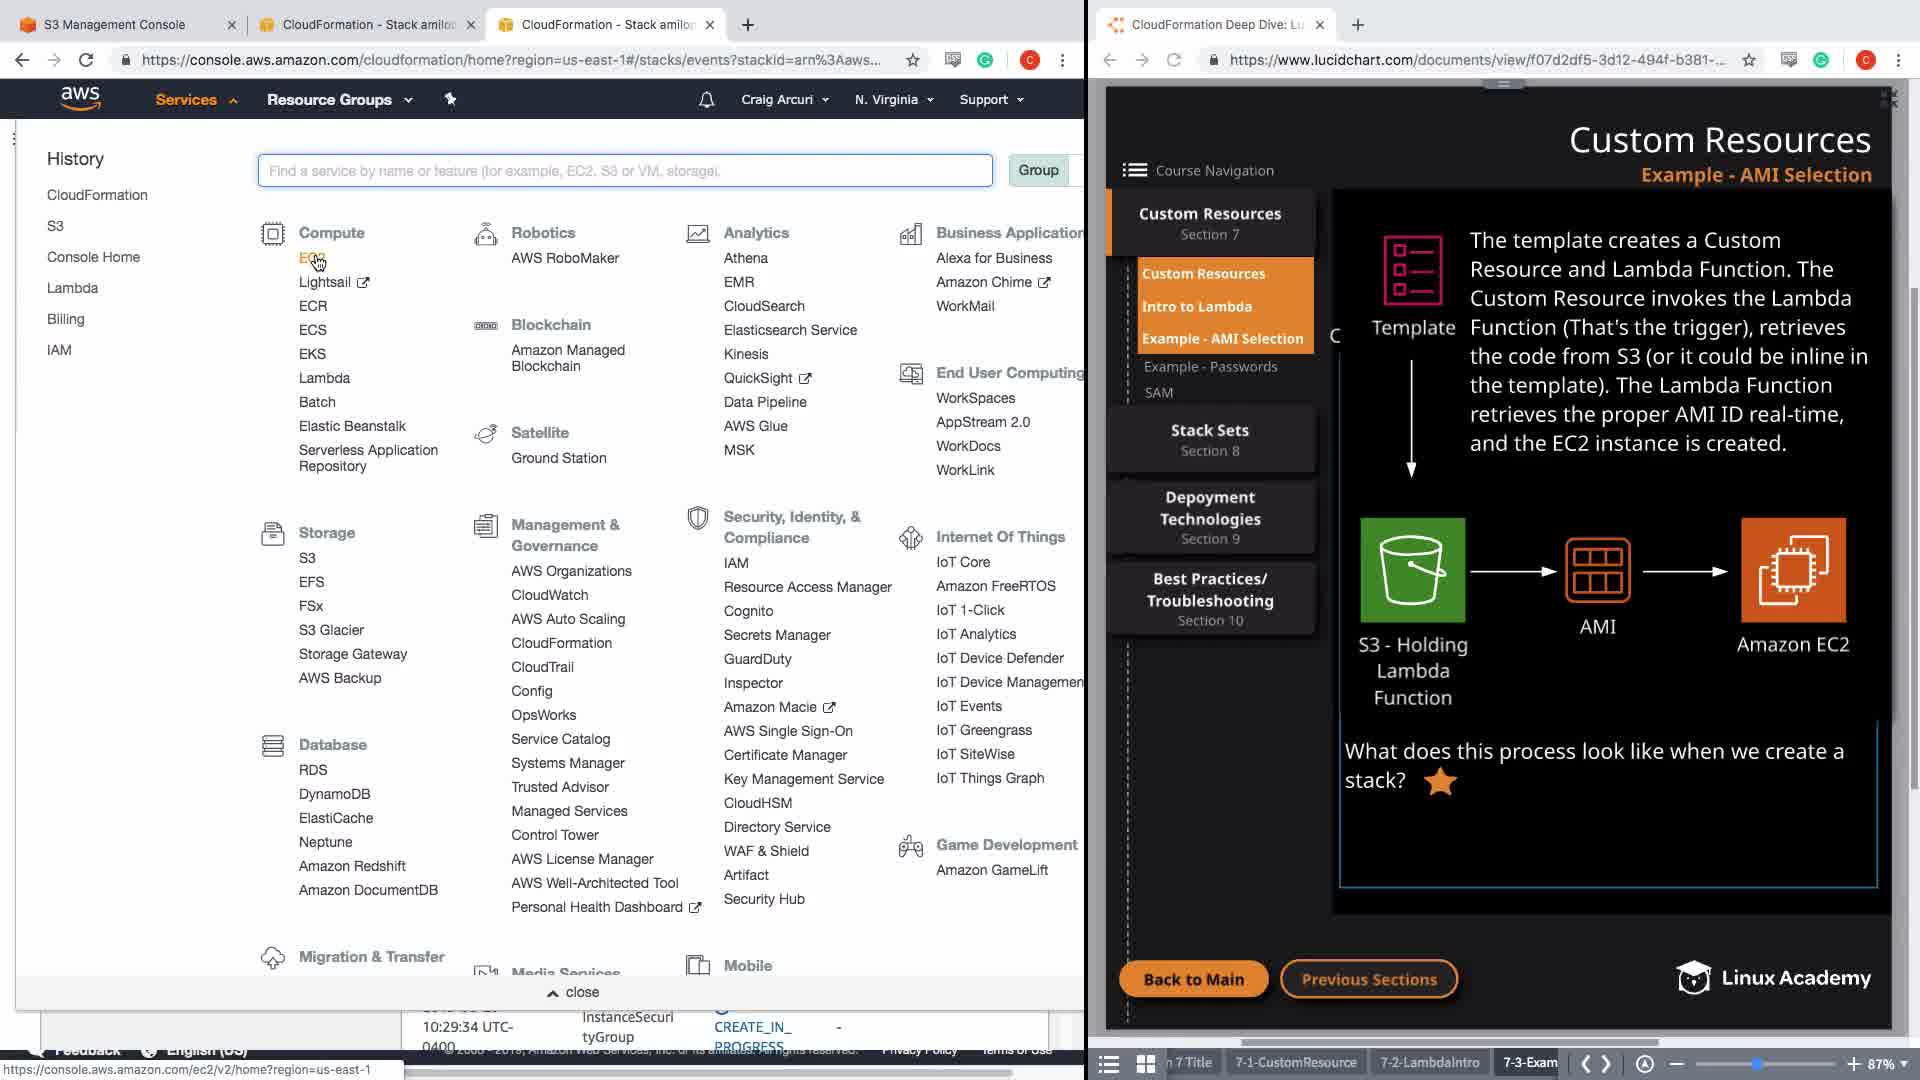 S3 Management Console
CloudFormation - Stack amilo
CloudFormation - Stack amilo
https://console.aws.amazon.com/cloudformation/home?region=us-east-1#/stacks/events?stackId=arn%3Aaws...
C
aws
Services
Resource Groups
Craig Arcuri
N. Virginia
Support
History
CloudFormation
S3
Console Home
Lambda
Billing
IAM
Find a service by name or feature (for example, EC2, S3 or VM, storage).
Group
Compute
EC2
Lightsail
ECR
ECS
EKS
Lambda
Batch
Elastic Beanstalk
Serverless Application
Repository
Storage
S3
EFS
FSx
S3 Glacier
Storage Gateway
AWS Backup
Database
RDS
DynamoDB
ElastiCache
Neptune
Amazon Redshift
Amazon DocumentDB
Migration & Transfer
Robotics
AWS RoboMaker
Blockchain
Amazon Managed
Blockchain
Satellite
Ground Station
Management &
Governance
AWS Organizations
CloudWatch
AWS Auto Scaling
CloudFormation
CloudTrail
Config
OpsWorks
Service Catalog
Systems Manager
Trusted Advisor
Managed Services
Control Tower
AWS License Manager
AWS Well-Architected Tool
Personal Health Dashboard
Media Services
Analytics
Athena
EMR
CloudSearch
Elasticsearch Service
Kinesis
QuickSight
Data Pipeline
AWS Glue
MSK
Security, Identity, &
Compliance
IAM
Resource Access Manager
Cognito
Secrets Manager
GuardDuty
Inspector
Amazon Macie
AWS Single Sign-On
Certificate Manager
Key Management Service
CloudHSM
Directory Service
WAF & Shield
Artifact
Security Hub
Mobile
Business Application
Alexa for Business
Amazon Chime
WorkMail
End User Computing
WorkSpaces
AppStream 2.0
WorkDocs
WorkLink
Internet Of Things
IoT Core
Amazon FreeRTOS
IoT 1-Click
IoT Analytics
IoT Device Defender
IoT Device Managemen
IoT Events
IoT Greengrass
IoT SiteWise
IoT Things Graph
Game Development
Amazon GameLift
close
10:29:34 UTC-
0400
InstanceSecuri
tyGroup
CREATE_IN_
PROGRESS
-
Feedback
English (US)
Privacy Policy
Terms of Use
https://console.aws.amazon.com/ec2/v2/home?region=us-east-1
CloudFormation Deep Dive: Lu
https://www.lucidchart.com/documents/view/f07d2df5-3d12-494f-b381-...
C
Custom Resources
Example - AMI Selection
Course Navigation
Custom Resources
Section 7
Custom Resources
Intro to Lambda
Example - AMI Selection
Example - Passwords
SAM
Stack Sets
Section 8
Depoyment
Technologies
Section 9
Best Practices/
Troubleshooting
Section 10
C
Template
The template creates a Custom
Resource and Lambda Function. The
Custom Resource invokes the Lambda
Function (That's the trigger), retrieves
the code from S3 (or it could be inline in
the template). The Lambda Function
retrieves the proper AMI ID real-time,
and the EC2 instance is created.
S3 - Holding
Lambda
Function
AMI
Amazon EC2
What does this process look like when we create a
stack?
Back to Main
Previous Sections
Linux Academy
n 7 Title
7-1-CustomResource
7-2-LambdaIntro
7-3-Exam
87%